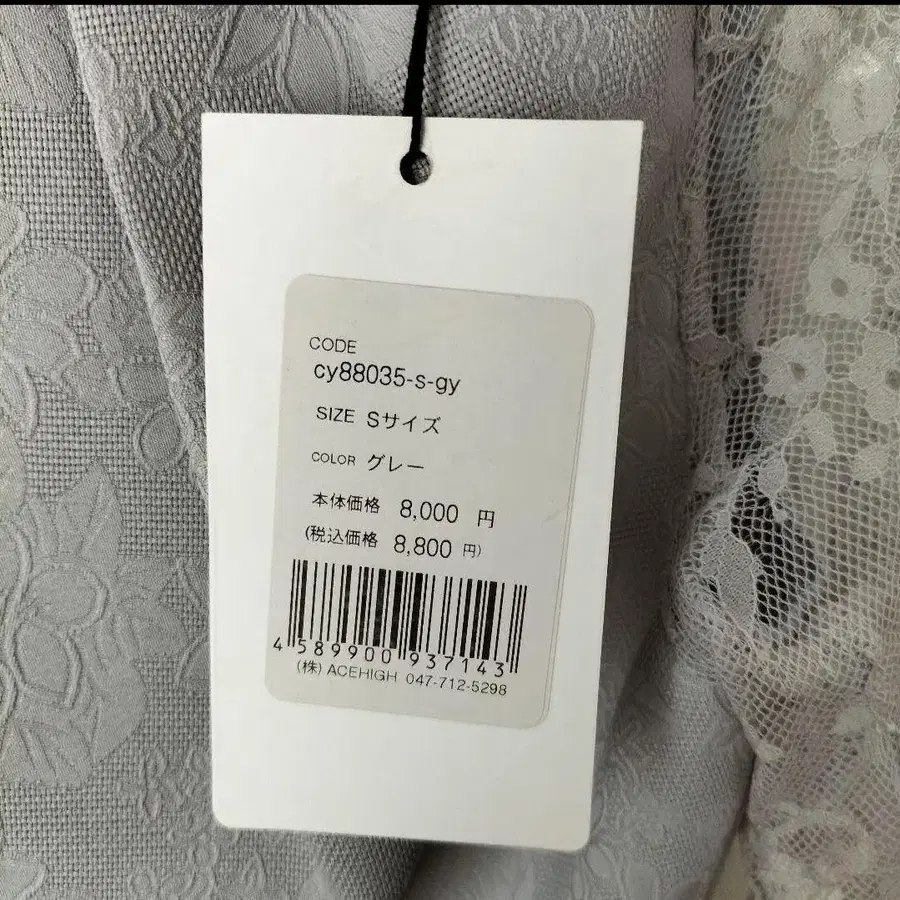 CODE
cy88035-s-gy
SIZE Sサイズ
COLOR グレー
本体価格 8,000 円
(税込価格 8,800 円)
4 589900 937143
(株) ACEHIGH 047-712-5298